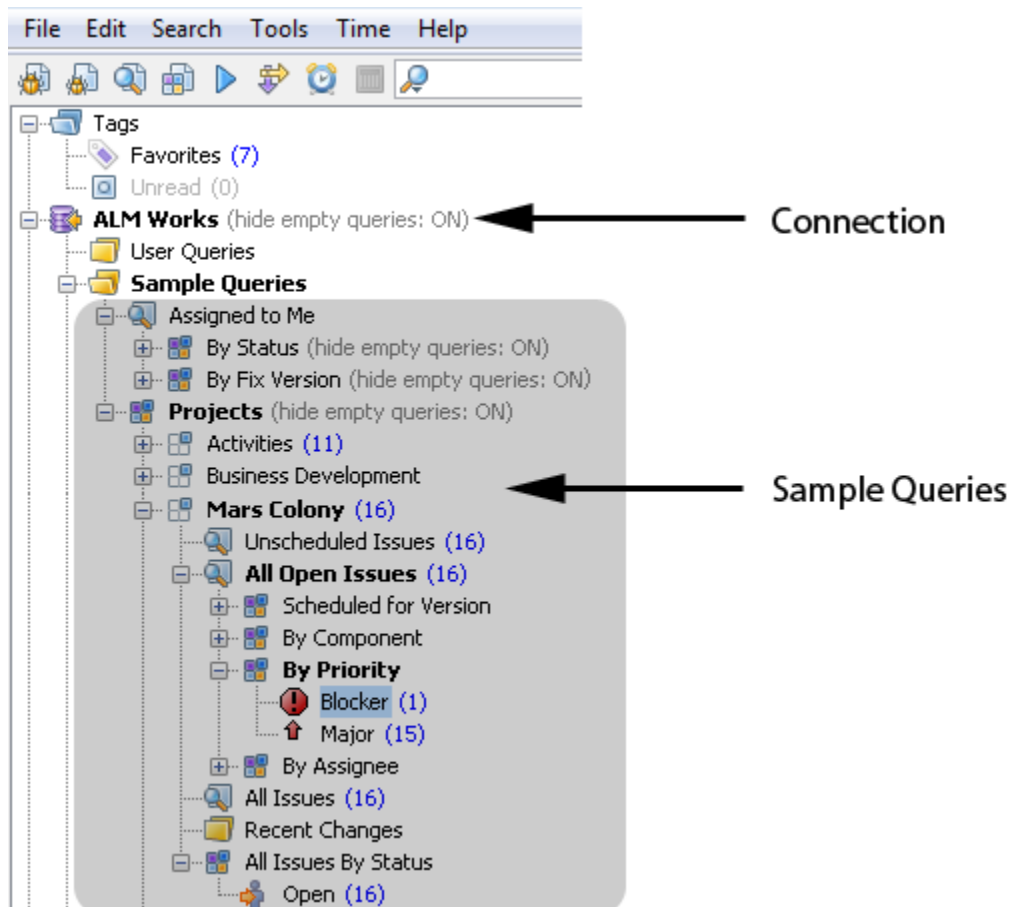 File Edit Search Tools Time Help
Tags
Favorites (7)
Unread (0)
ALM Works (hide empty queries: ON)
Connection
User Queries
Sample Queries
Assigned to Me
By Status (hide empty queries: ON)
By Fix Version (hide empty queries: ON)
Projects (hide empty queries: ON)
Activities (11)
Business Development
Sample Queries
Mars Colony (16)
Unscheduled Issues (16)
All Open Issues (16)
Scheduled for Version
By Component
By Priority
Blocker (1)
Major (15)
By Assignee
All Issues (16)
Recent Changes
All Issues By Status
Open (16)